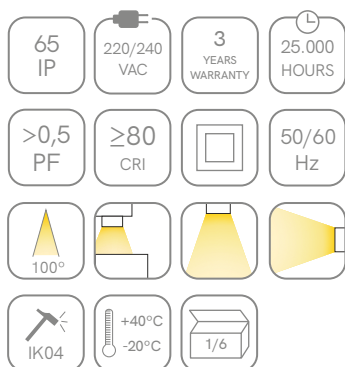 65
IP
220/240
VAC
3
YEARS
WARRANTY
25.000
HOURS
>0,5
PF
≥80
CRI
50/60
Hz
100°
IK04
+40°C
-20°C
1/6